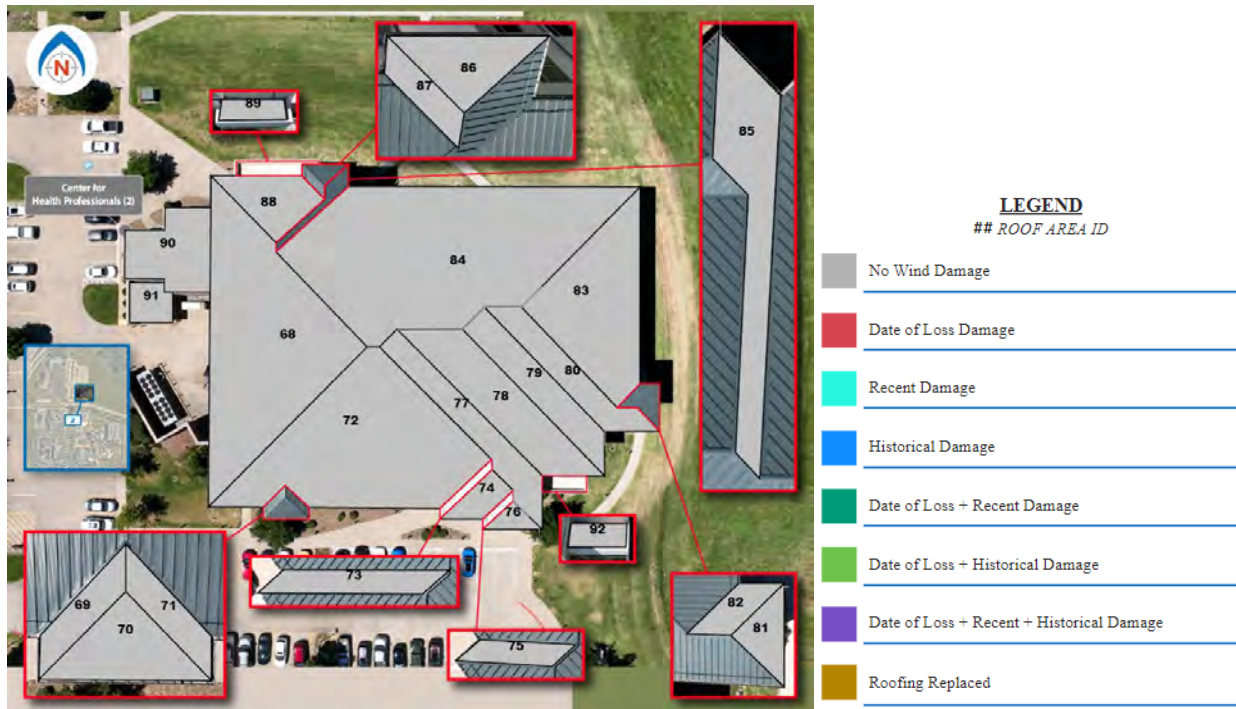 N
86
87
89
85
Center for
Health Professionals (2)
88
90
84
83
91
68
79
80
78
77
72
74
76
92
73
69
71
70
75
82
81
LEGEND
## ROOF AREA ID
No Wind Damage
Date of Loss Damage
Recent Damage
Historical Damage
Date of Loss + Recent Damage
Date of Loss + Historical Damage
Date of Loss + Recent + Historical Damage
Roofing Replaced